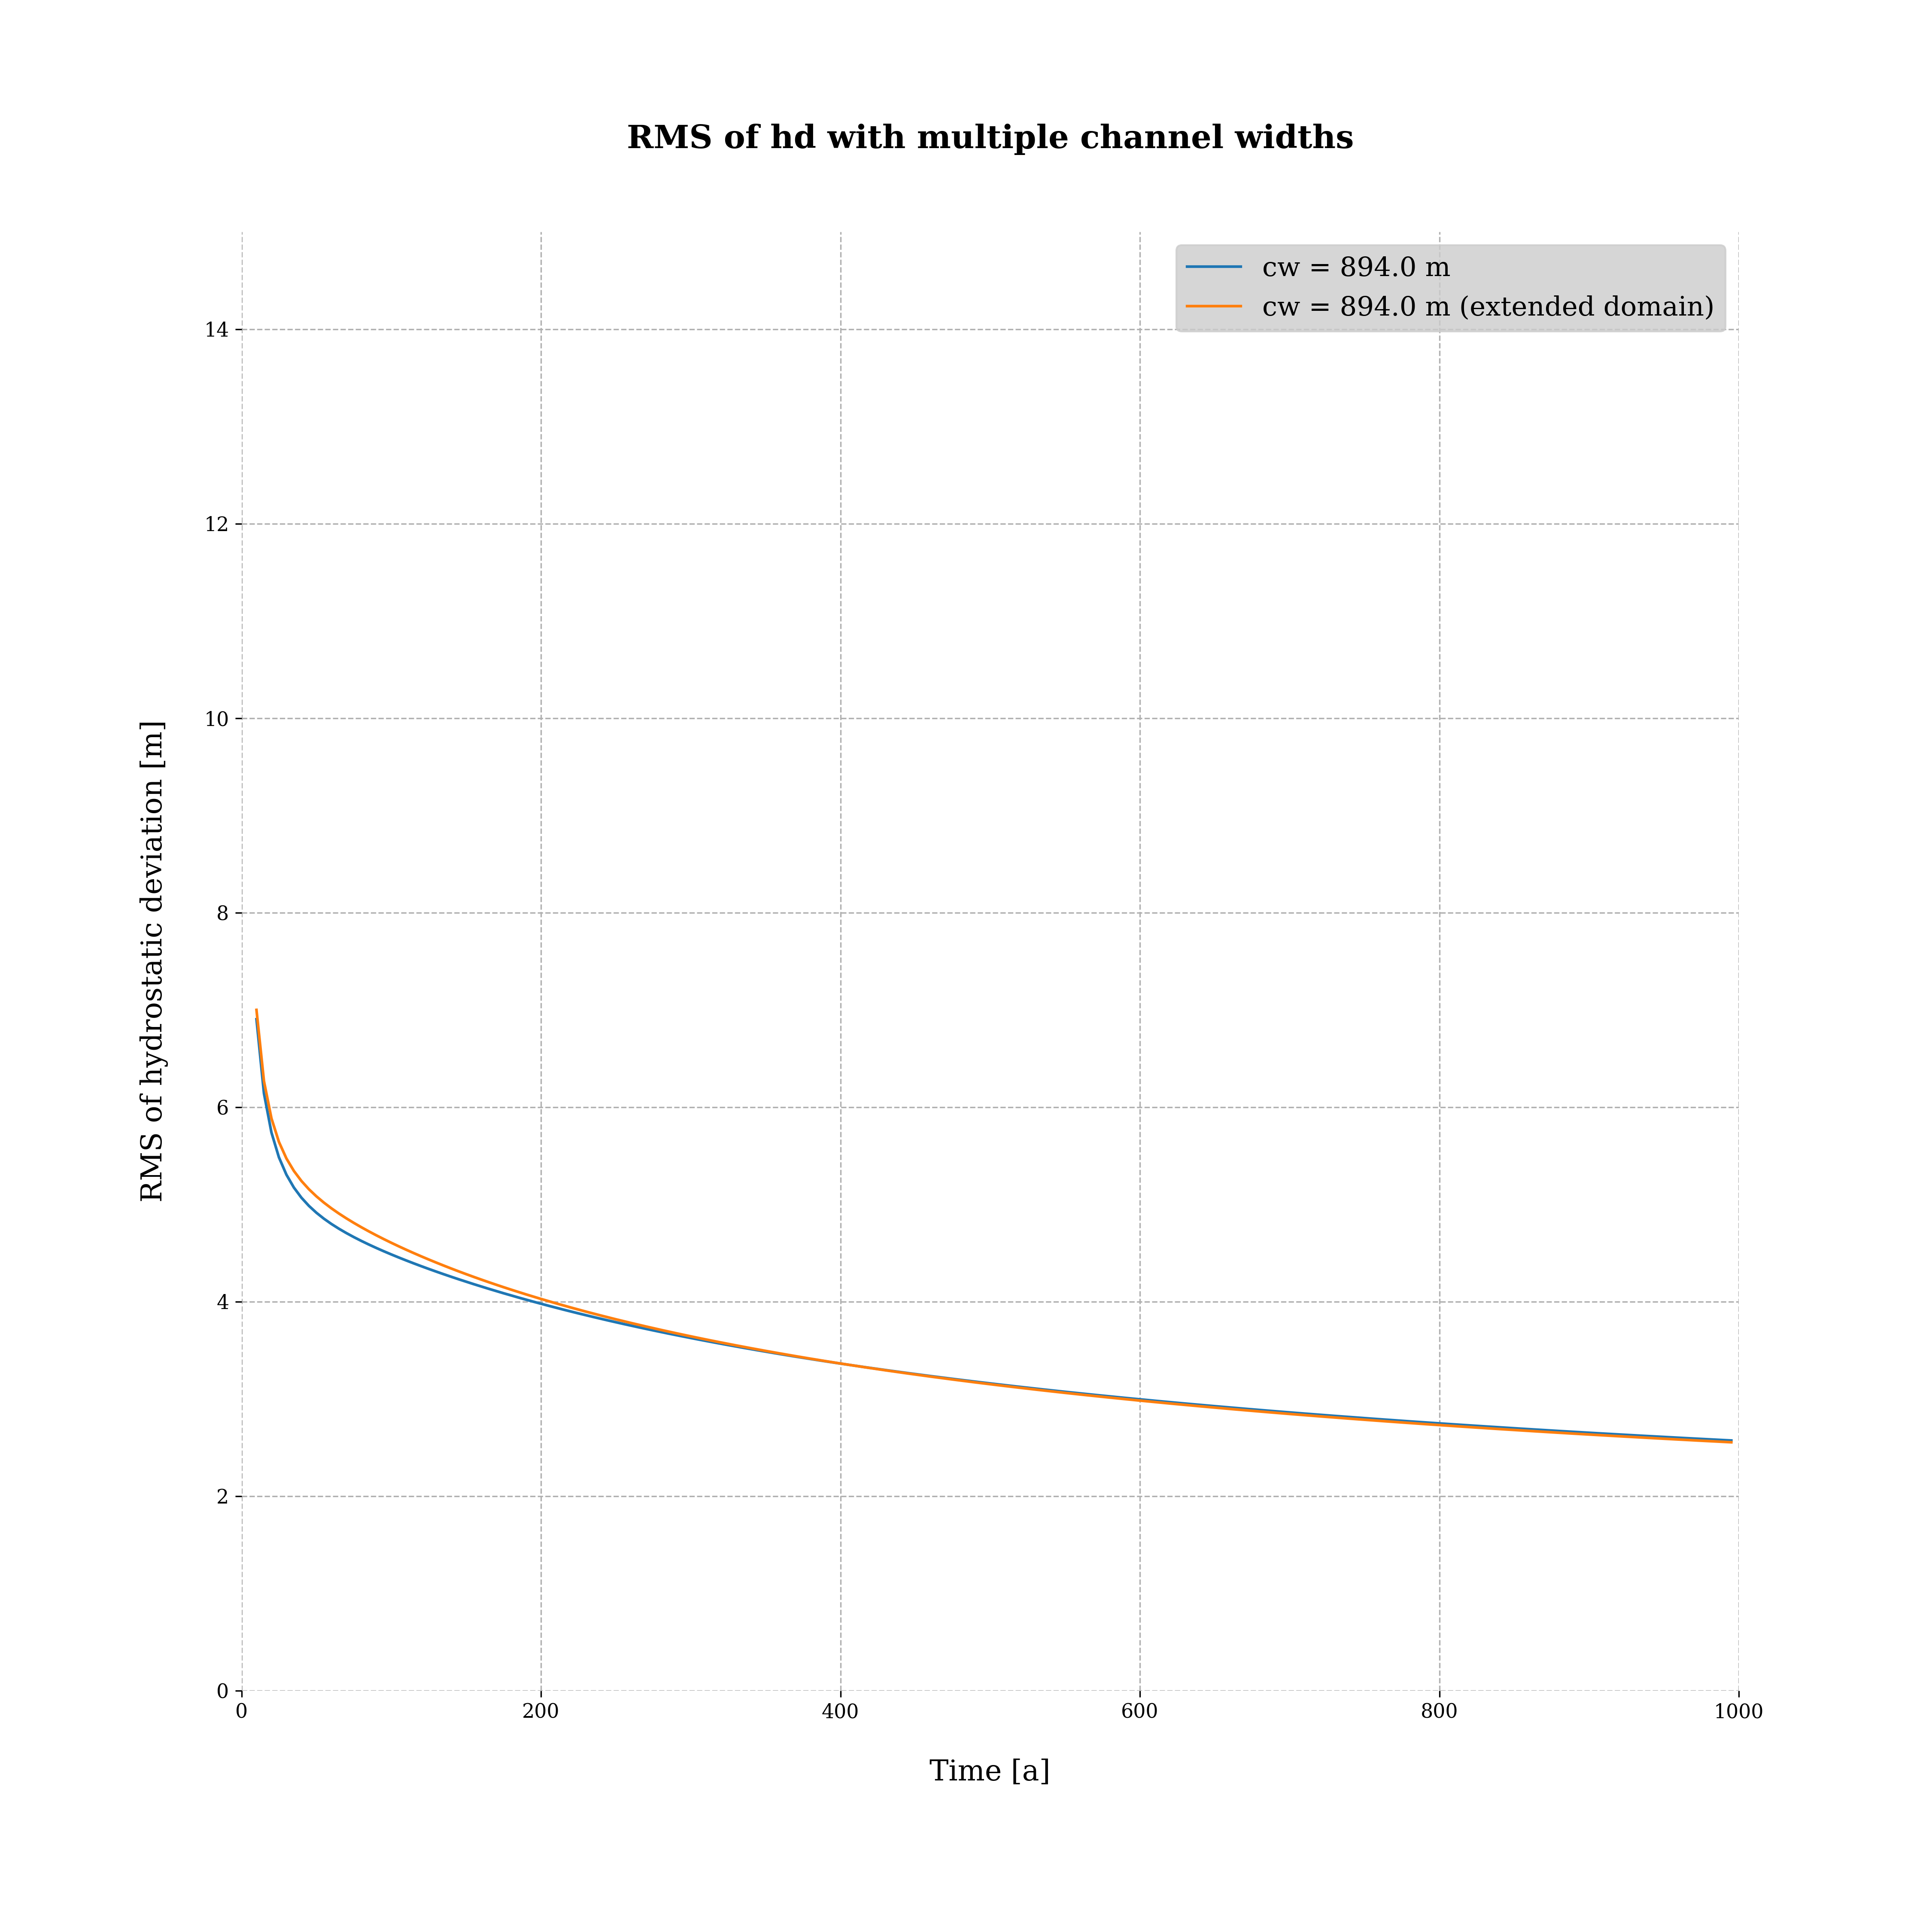 RMS of hd with multiple channel widths
cw = 894.0 m
cw = 894.0 m (extended domain)
RMS of hydrostatic deviation [m]
14
12
10
8
6
4
2
0
0 200 400 600 800 1000
Time [a]